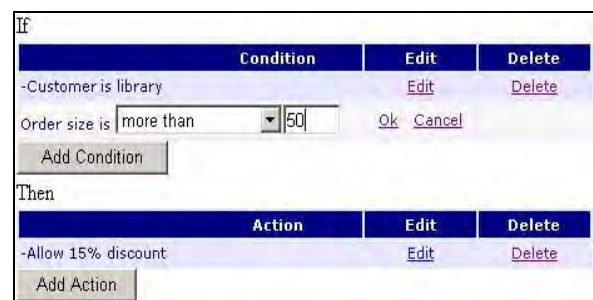 If
Condition Edit Delete
-Customer is library Edit Delete
Order size is more than 50 Ok Cancel
Add Condition
Then
Action Edit Delete
-Allow 15% discount Edit Delete
Add Action